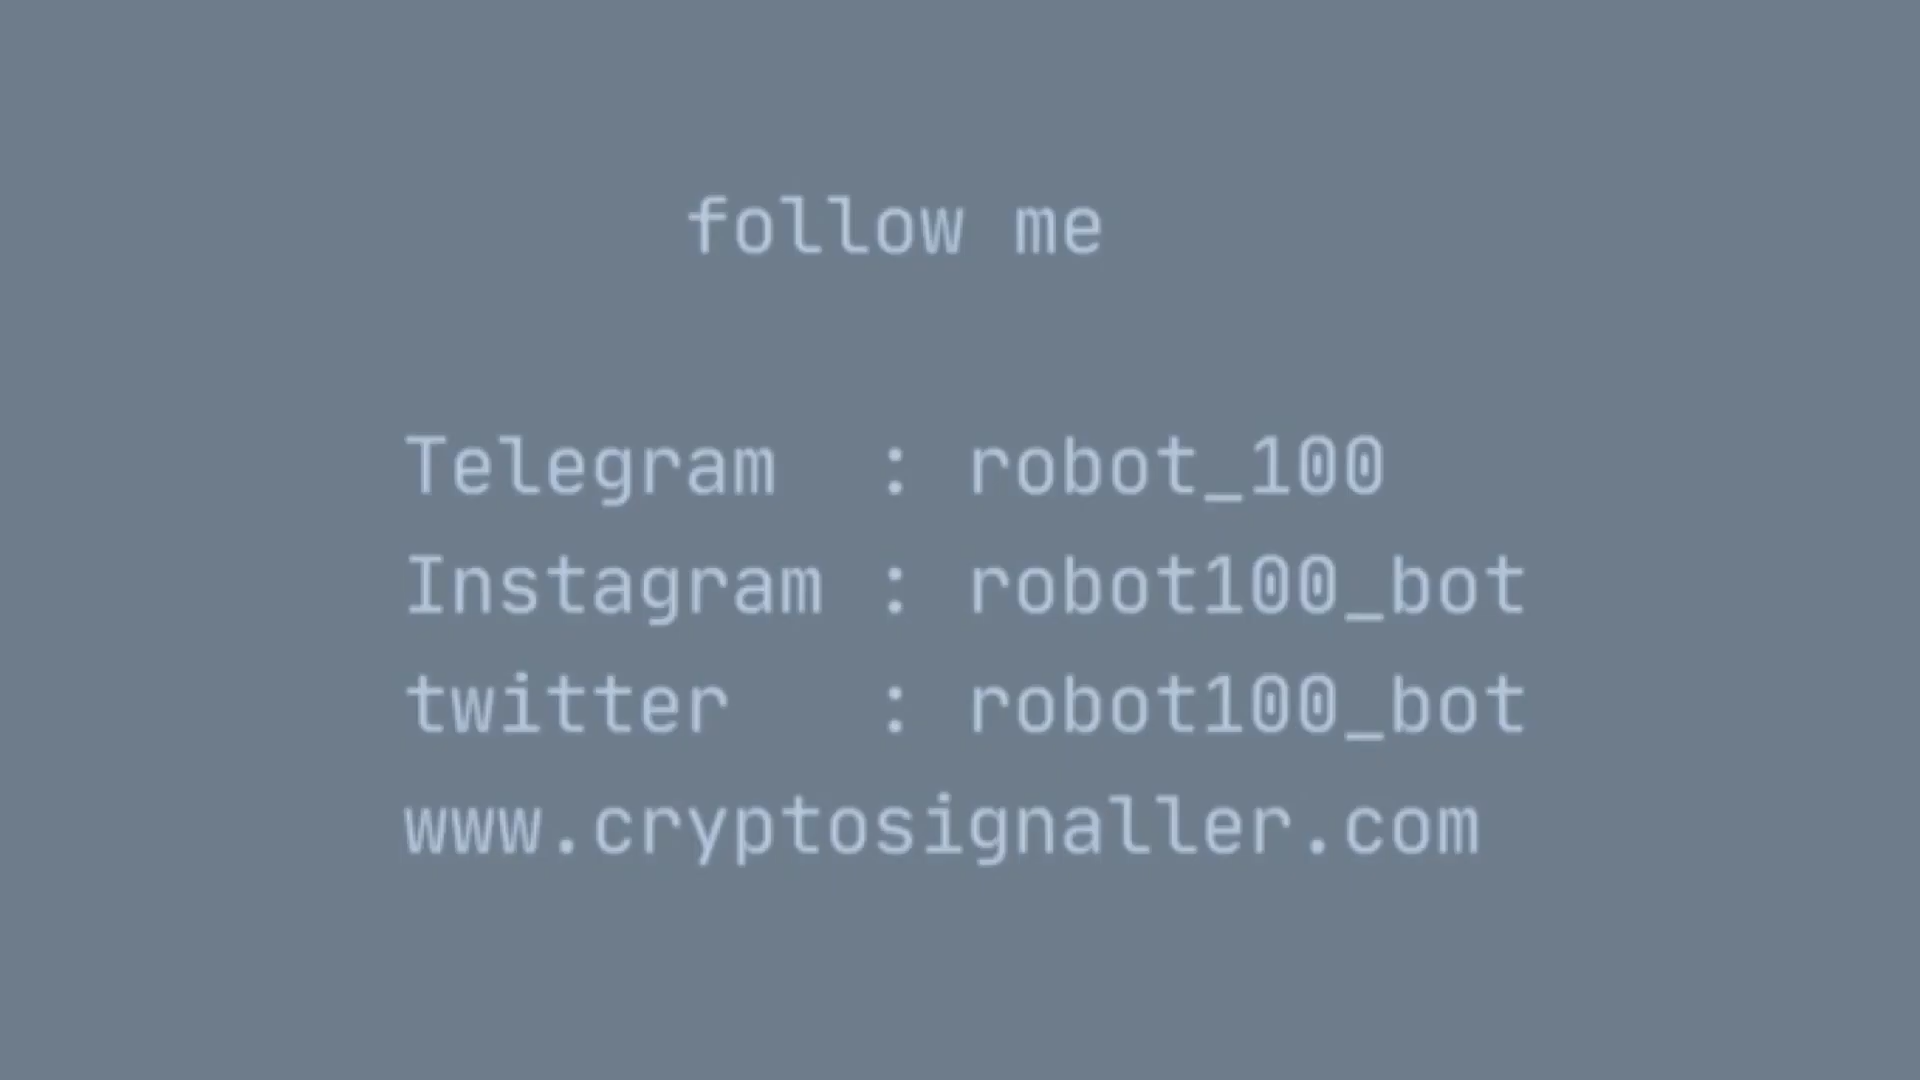 follow me
Telegram : robot_100
Instagram : robot100_bot
twitter : robot100_bot
www.cryptosignaller.com